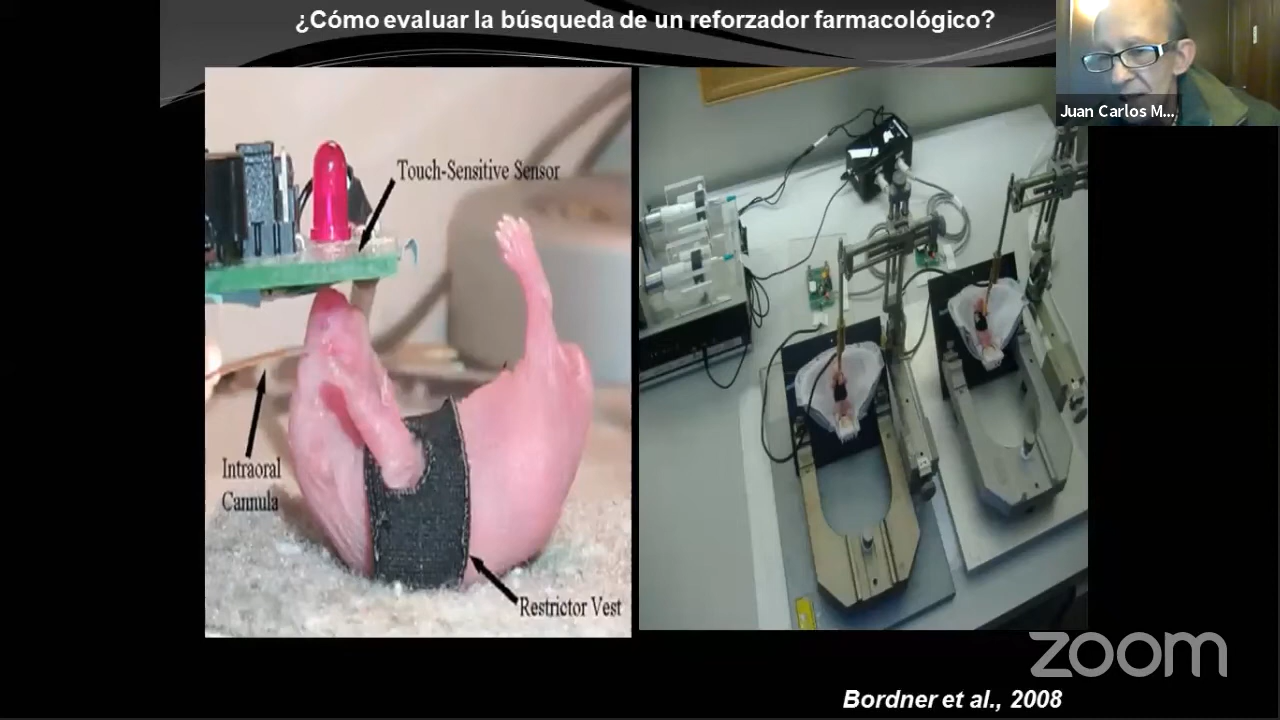 ¿Cómo evaluar la búsqueda de un reforzador farmacológico?
Juan Carlos M...
Touch-Sensitive Sensor
Intraoral
Cannula
Restrictor Vest
zoom
Bordner et al., 2008